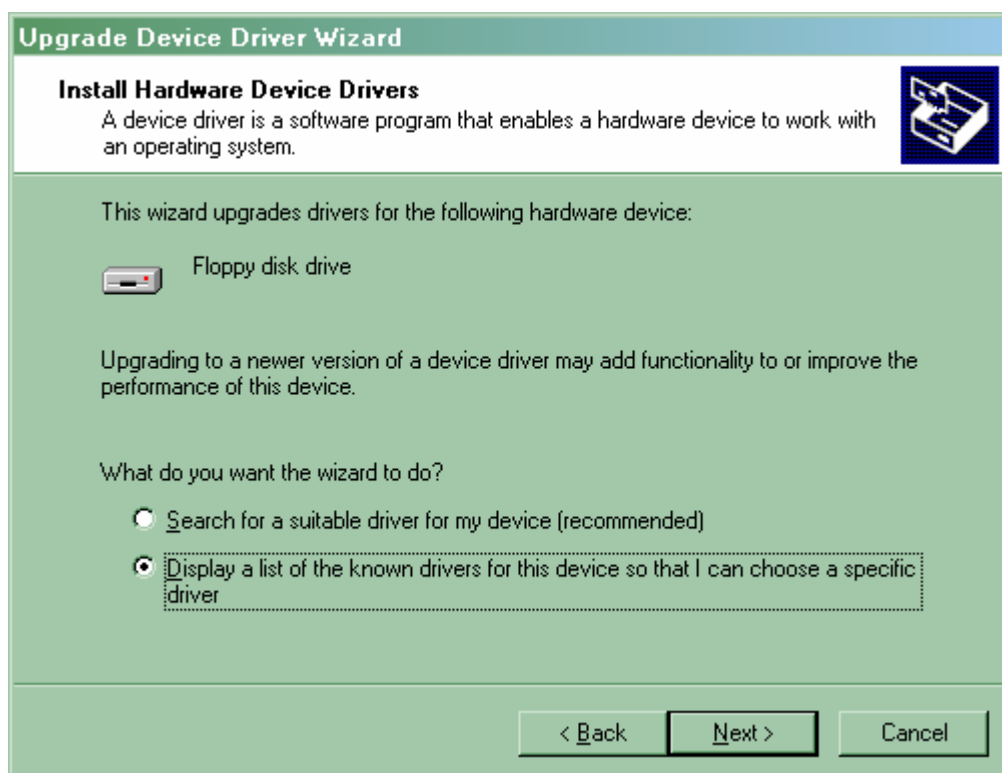 Upgrade Device Driver Wizard
Install Hardware Device Drivers
A device driver is a software program that enables a hardware device to work with
an operating system.
This wizard upgrades drivers for the following hardware device:
Floppy disk drive
Upgrading to a newer version of a device driver may add functionality to or improve the
performance of this device.
What do you want the wizard to do?
Search for a suitable driver for my device (recommended)
Display a list of the known drivers for this device so that I can choose a specific
driver
< Back Next > Cancel